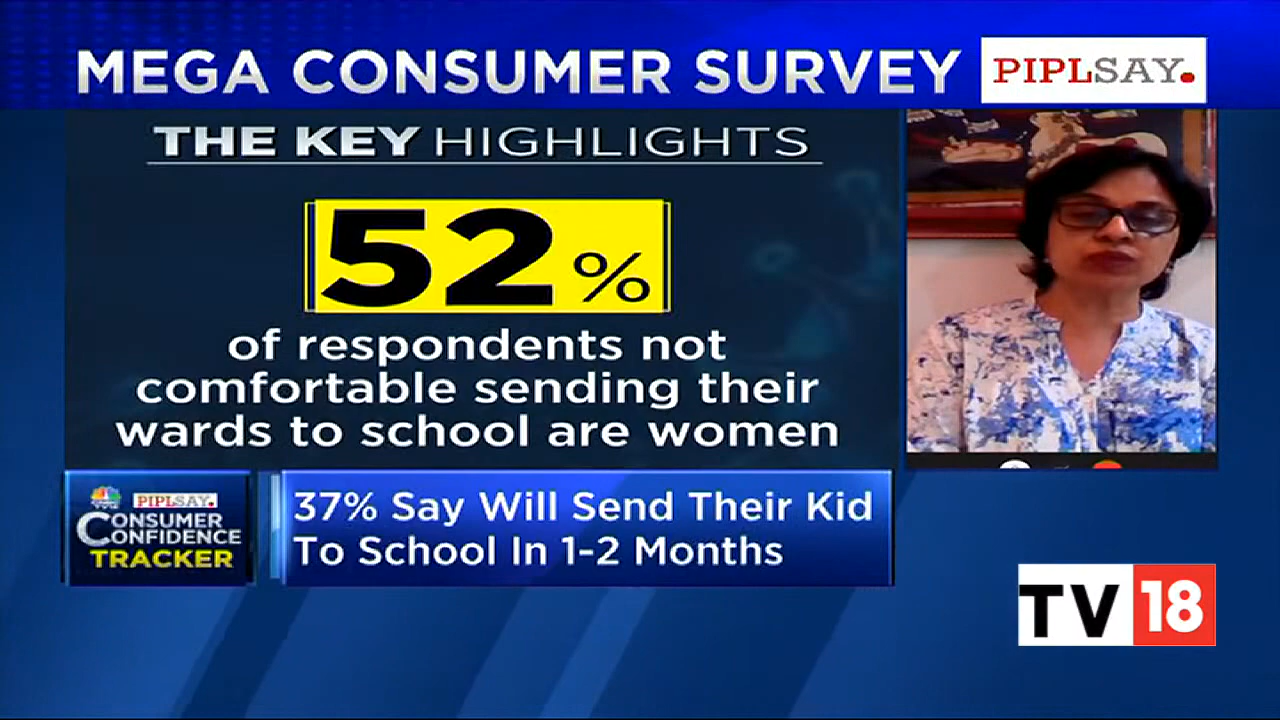 MEGA CONSUMER SURVEY
PIPLSAY.
THE KEY HIGHLIGHTS
52%
of respondents not
comfortable sending their
wards to school are women
PIPLSAY.
CONSUMER
CONFIDENCE
TRACKER
37% Say Will Send Their Kid
To School In 1-2 Months
TV18